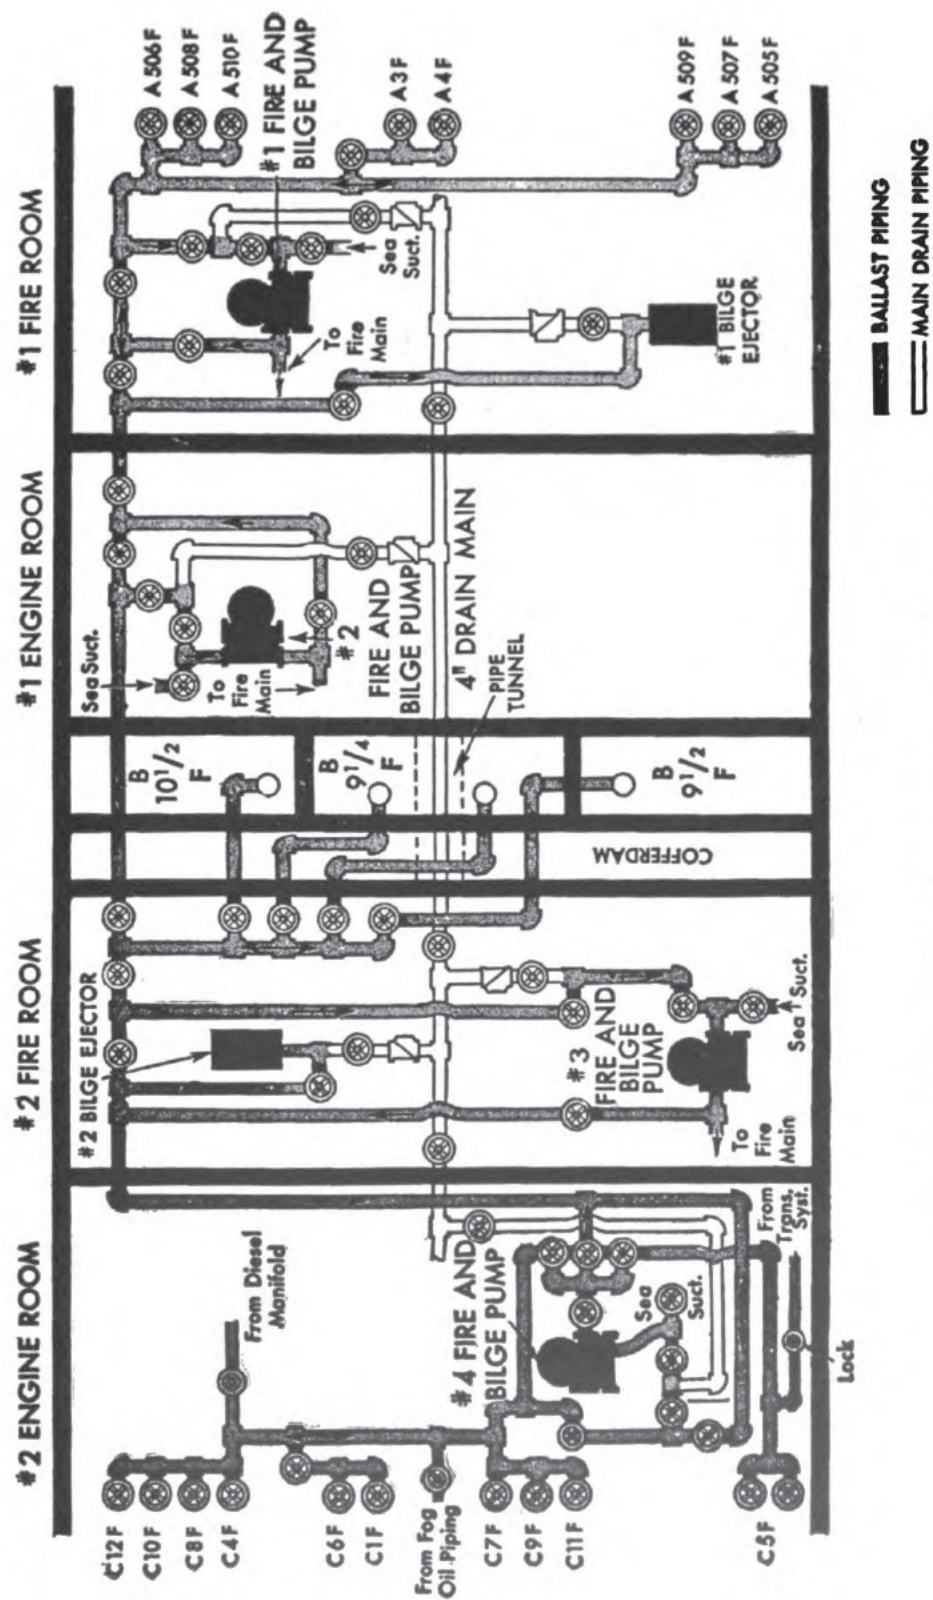 #2 ENGINE ROOM
#2 FIRE ROOM
#1 ENGINE ROOM
#1 FIRE ROOM
C12F
C10F
C8F
C4F
C6F
C1F
From Fog
Oil Piping
C7F
C9F
C11F
C5F
From Diesel
Manifold
#4 FIRE AND
BILGE PUMP
Sea
Suct.
From
Trans.
Syst.
Lock
#2 BILGE EJECTOR
#3
FIRE AND
BILGE
PUMP
To
Fire
Main
Sea Suct.
COFFERDAM
B
10 1/2
F
B
9 1/4
F
B
9 1/2
F
PIPE
TUNNEL
4" DRAIN MAIN
Sea Suct.
To
Fire
Main
#2
FIRE AND
BILGE PUMP
To
Fire
Main
Sea
Suct.
#1 FIRE AND
BILGE PUMP
#1 BILGE
EJECTOR
A506F
A508F
A510F
A3F
A4F
A509F
A507F
A505F
BALLAST PIPING
MAIN DRAIN PIPING